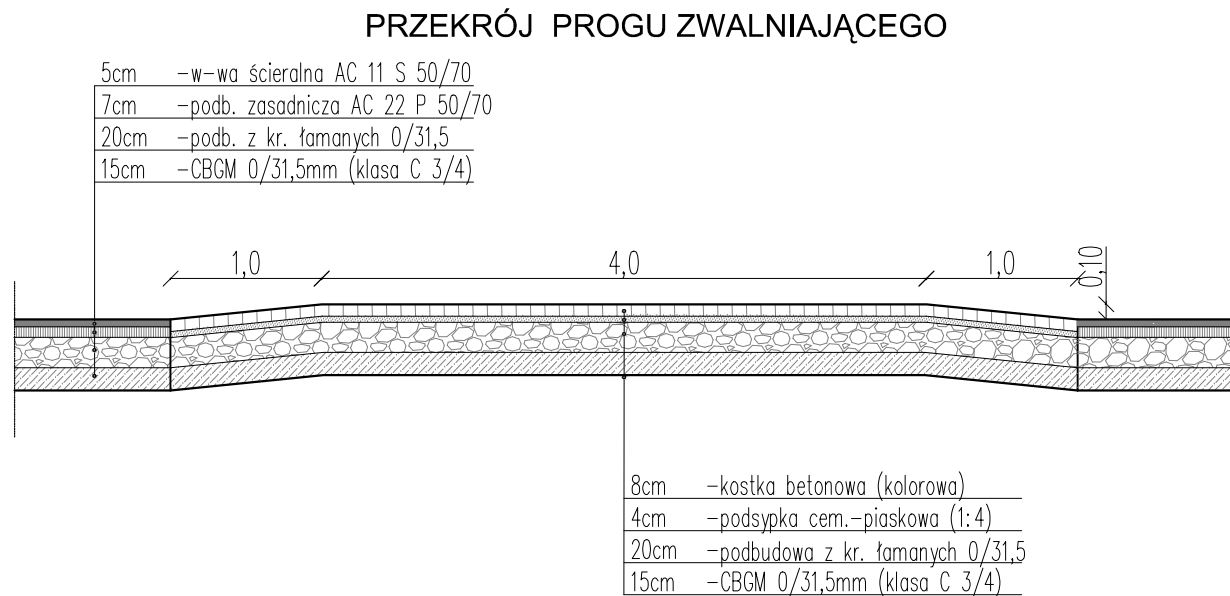 PRZEKRÓJ PROGU ZWALNIAJĄCEGO
5cm -w-wa ścieralna AC 11 S 50/70
7cm -podb. zasadnicza AC 22 P 50/70
20cm -podb. z kr. łamanych 0/31,5
15cm -CBGM 0/31,5mm (klasa C 3/4)
1,0 4,0 1,0
0,10
8cm -kostka betonowa (kolorowa)
4cm -podsypka cem.-piaskowa (1:4)
20cm -podbudowa z kr. łamanych 0/31,5
15cm -CBGM 0/31,5mm (klasa C 3/4)